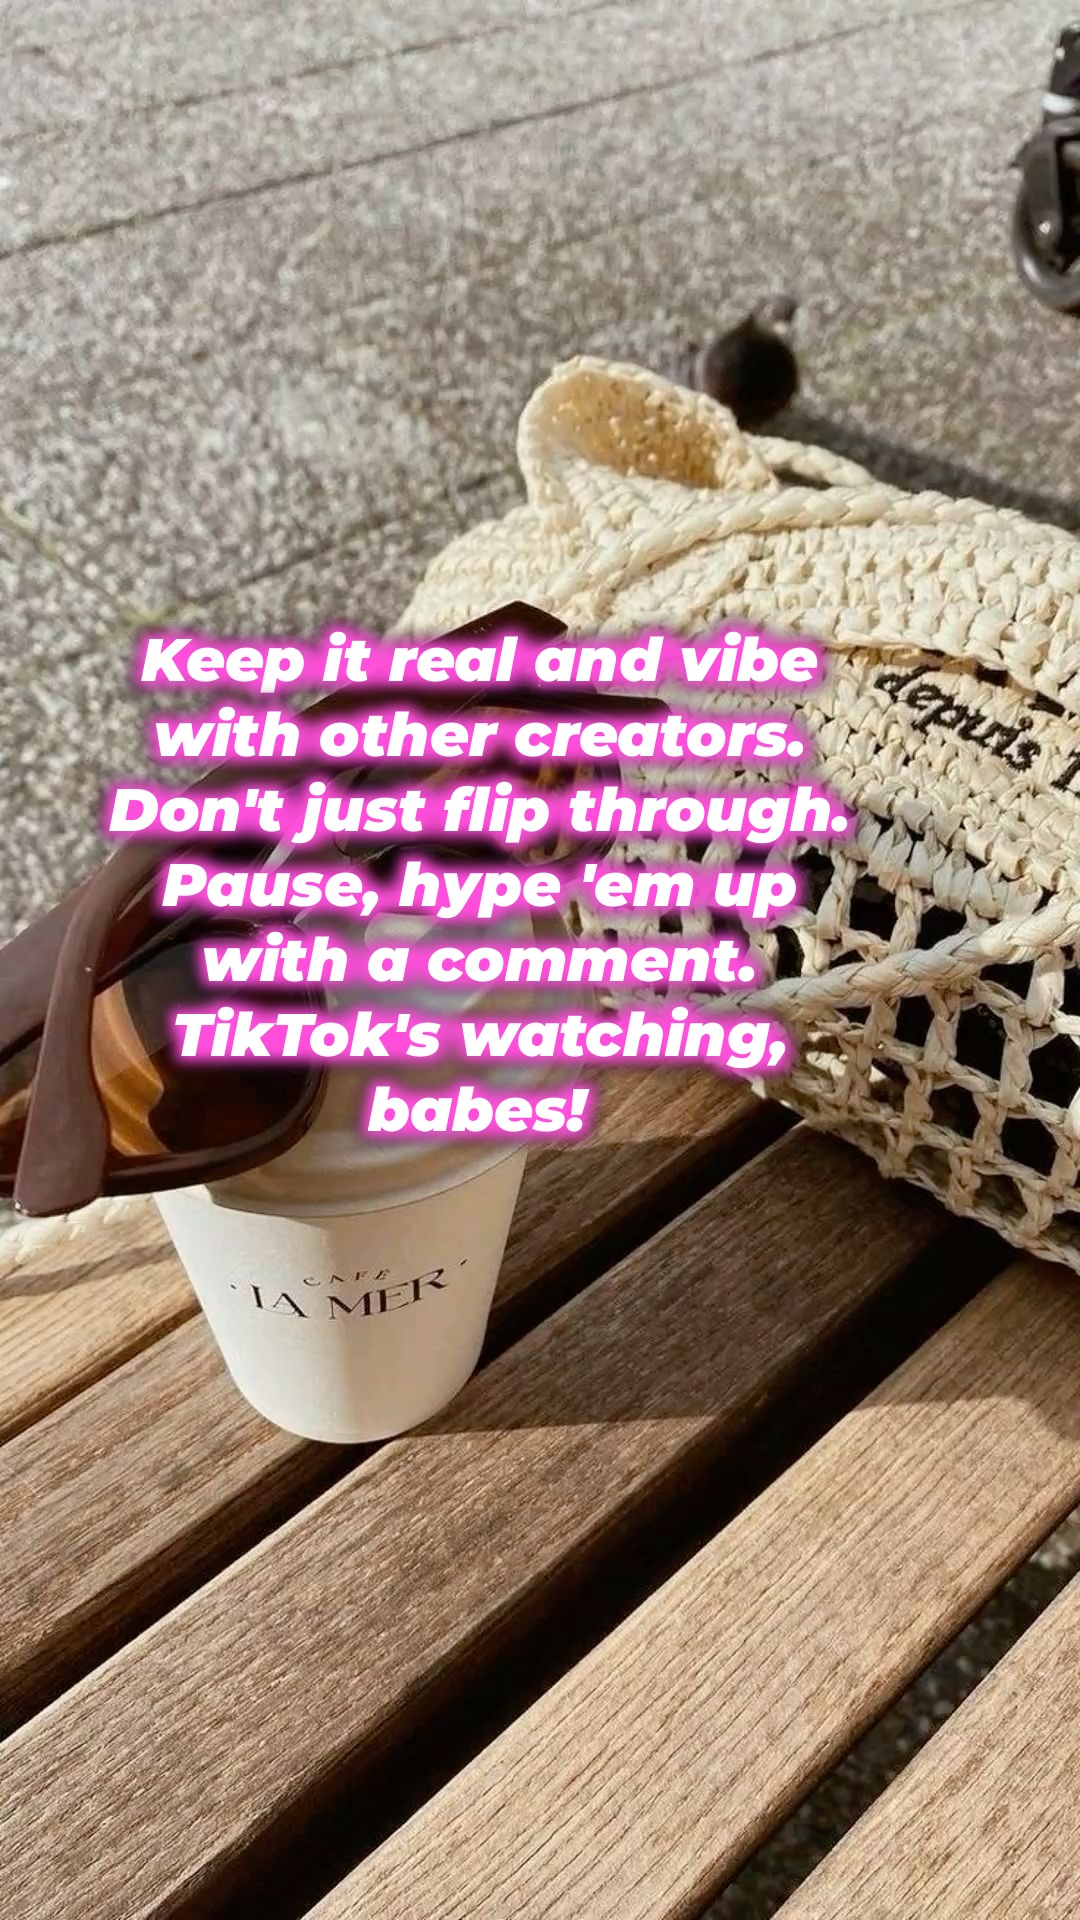 Keep it real and vibe
with other creators.
Don't just flip through.
Pause, hype 'em up
with a comment.
TikTok's watching,
babes!
depuis
CAFÉ
LA MER